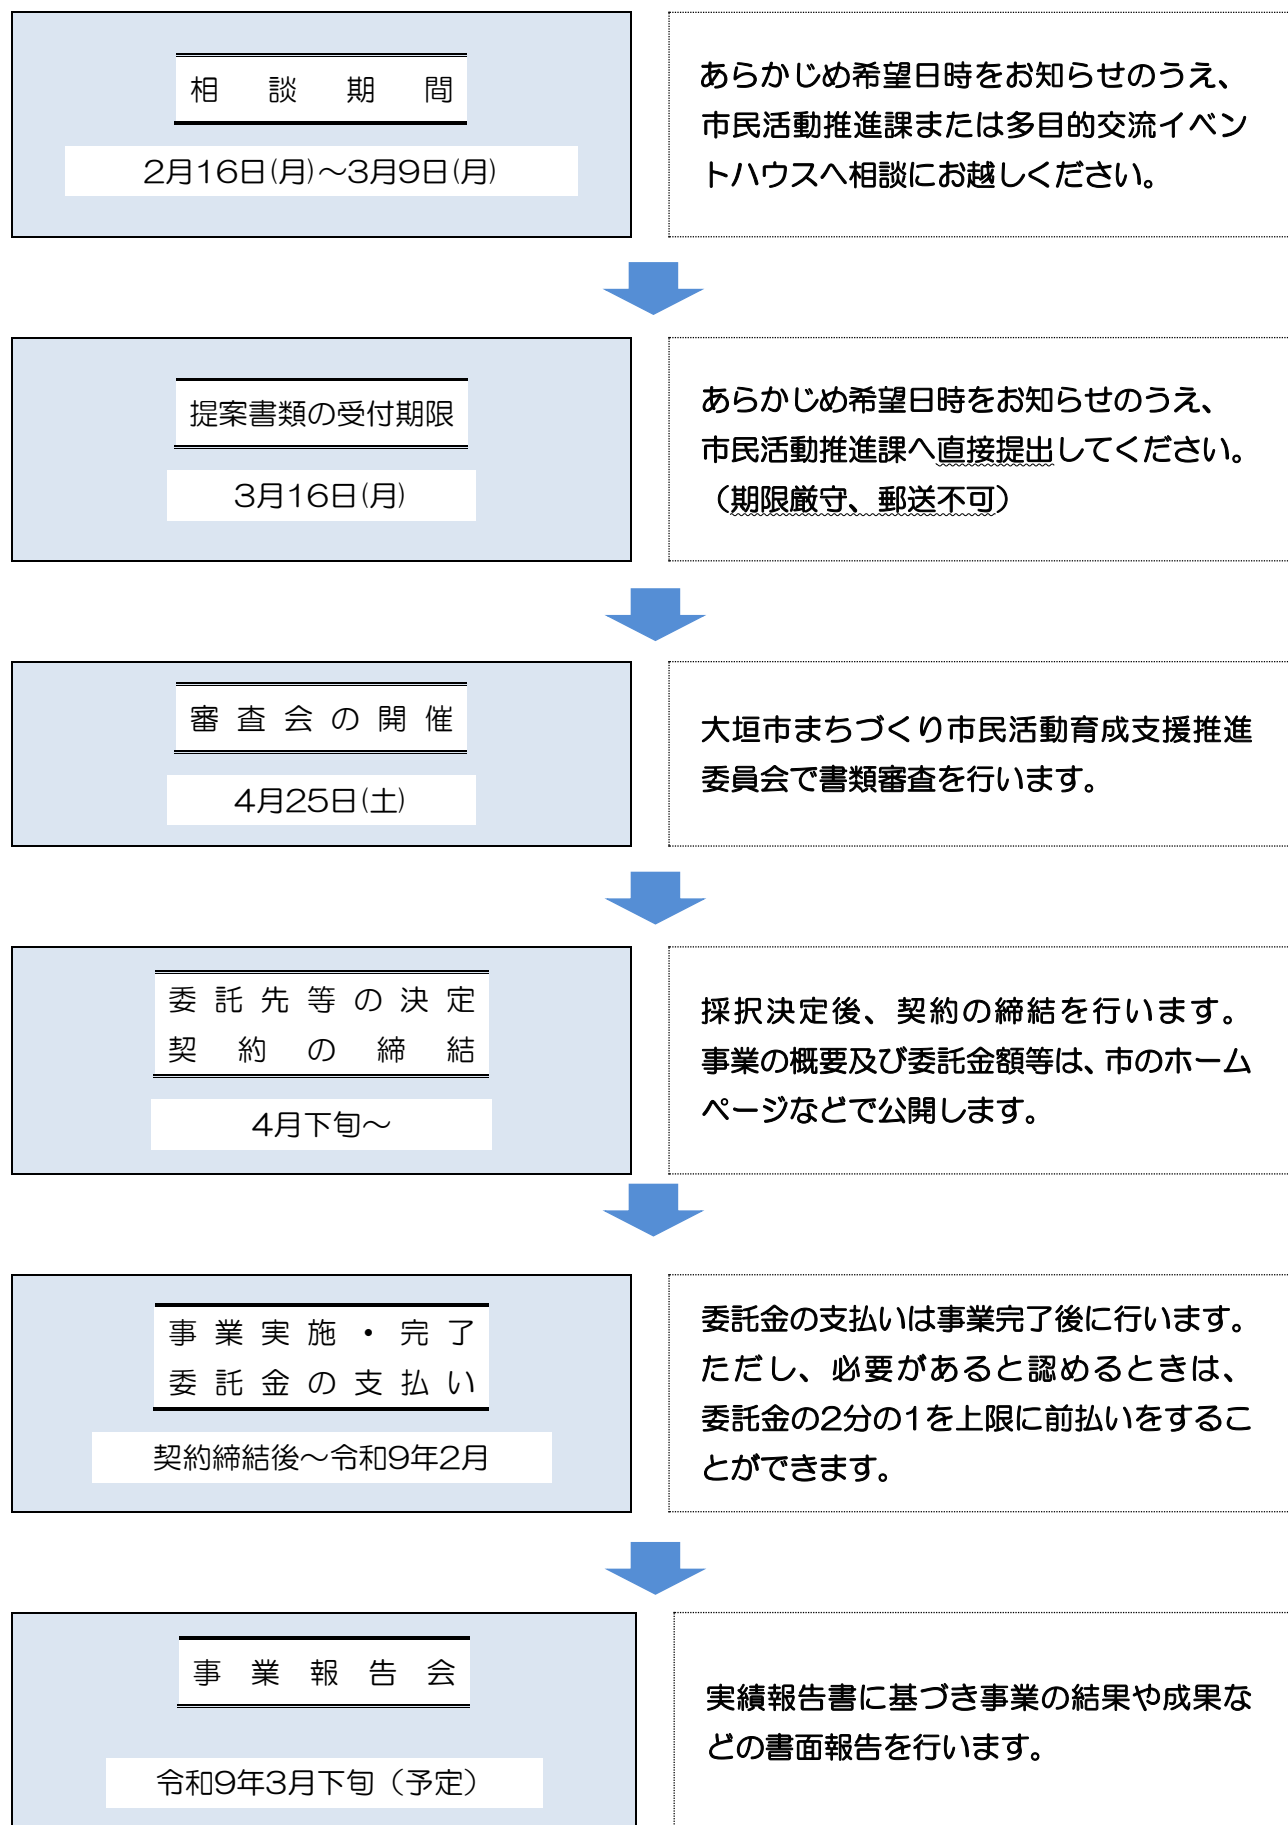 相談期間
2月16日(月)～3月9日(月)
あらかじめ希望日時をお知らせのうえ、
市民活動推進課または多目的交流イベン
トハウスへ相談にお越しください。
提案書類の受付期限
3月16日(月)
あらかじめ希望日時をお知らせのうえ、
市民活動推進課へ直接提出してください。
（期限厳守、郵送不可）
審査会の開催
4月25日(土)
大垣市まちづくり市民活動育成支援推進
委員会で書類審査を行います。
委託先等の決定
契約の締結
4月下旬～
採択決定後、契約の締結を行います。
事業の概要及び委託金額等は、市のホーム
ページなどで公開します。
事業実施・完了
委託金の支払い
契約締結後～令和9年2月
委託金の支払いは事業完了後に行います。
ただし、必要があると認めるときは、
委託金の2分の1を上限に前払いをするこ
とができます。
事業報告会
令和9年3月下旬（予定）
実績報告書に基づき事業の結果や成果な
どの書面報告を行います。